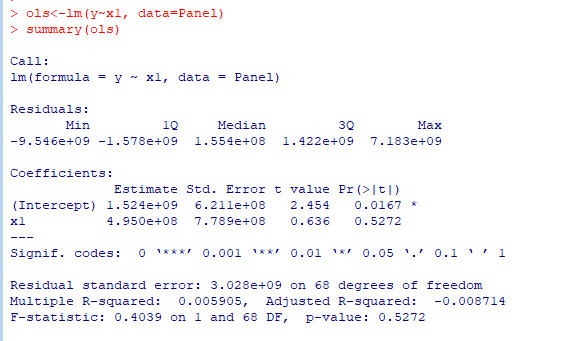 > ols<-lm(y~x1, data=Panel)
> summary(ols)
Call:
lm(formula = y ~ x1, data = Panel)
Residuals:
       Min         1Q     Median         3Q        Max
-9.546e+09 -1.578e+09  1.554e+08  1.422e+09  7.183e+09
Coefficients:
             Estimate Std. Error t value Pr(>|t|)
(Intercept) 1.524e+09  6.211e+08   2.454   0.0167 *
x1          4.950e+08  7.789e+08   0.636   0.5272
---
Signif. codes:  0 ‘***’ 0.001 ‘**’ 0.01 ‘*’ 0.05 ‘.’ 0.1 ‘ ’ 1
Residual standard error: 3.028e+09 on 68 degrees of freedom
Multiple R-squared:  0.005905,  Adjusted R-squared:  -0.008714
F-statistic: 0.4039 on 1 and 68 DF,  p-value: 0.5272